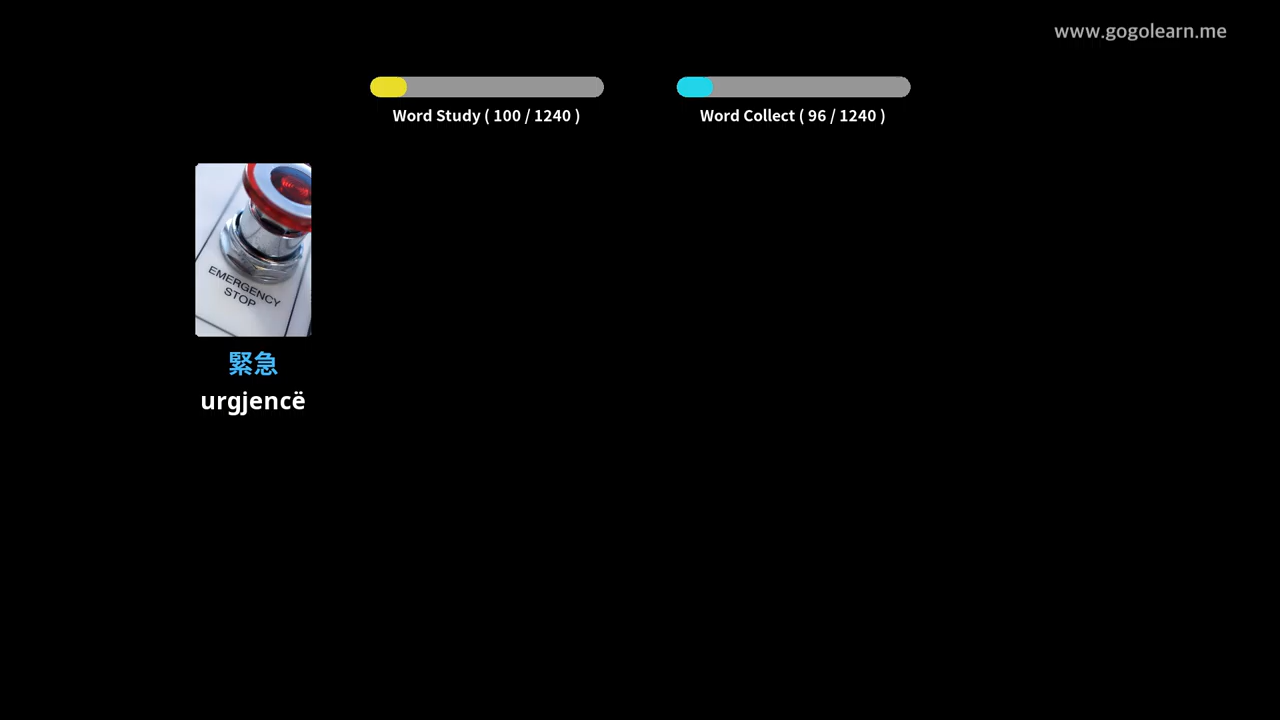 www.gogolearn.me
Word Study ( 100 / 1240 )
Word Collect ( 96 / 1240 )
EMERGENCY
STOP
緊急
urgjencë